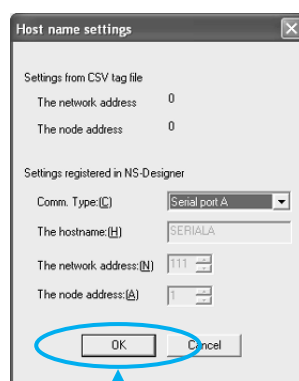 Host name settings
Settings from CSV tag file
The network address 0
The node address 0
Settings registered in NS-Designer
Comm. Type:(C) Serial port A
The hostname:(H) SERIALA
The network address:(N) 111
The node address:(A) 1
OK Cancel